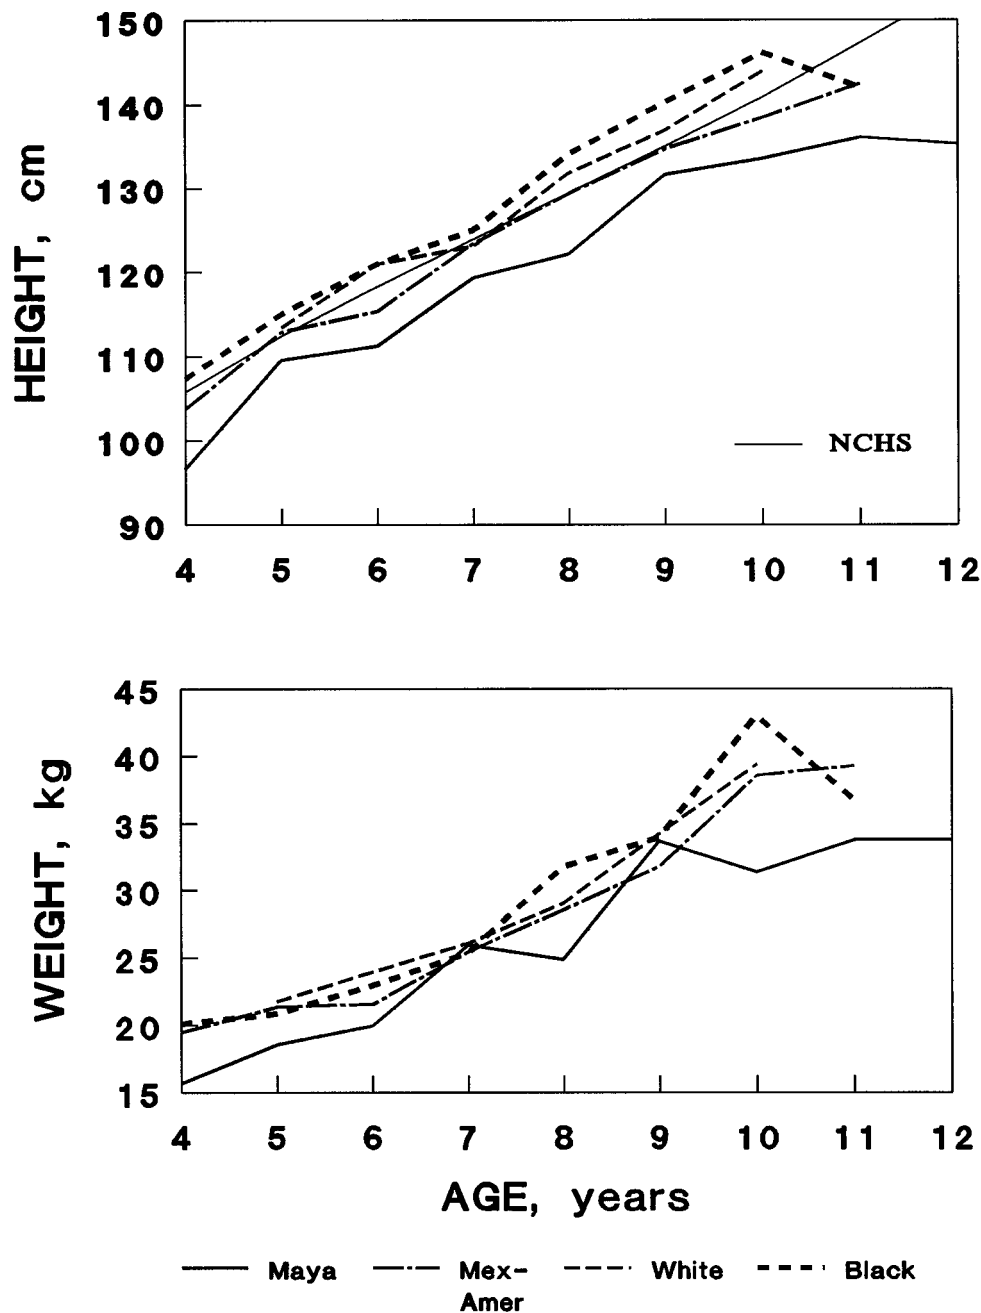 150
140
130
120
110
100
90
HEIGHT, cm
NCHS
4 5 6 7 8 9 10 11 12
45
40
35
30
25
20
15
WEIGHT, kg
4 5 6 7 8 9 10 11 12
AGE, years
Maya Mex- White Black
Amer